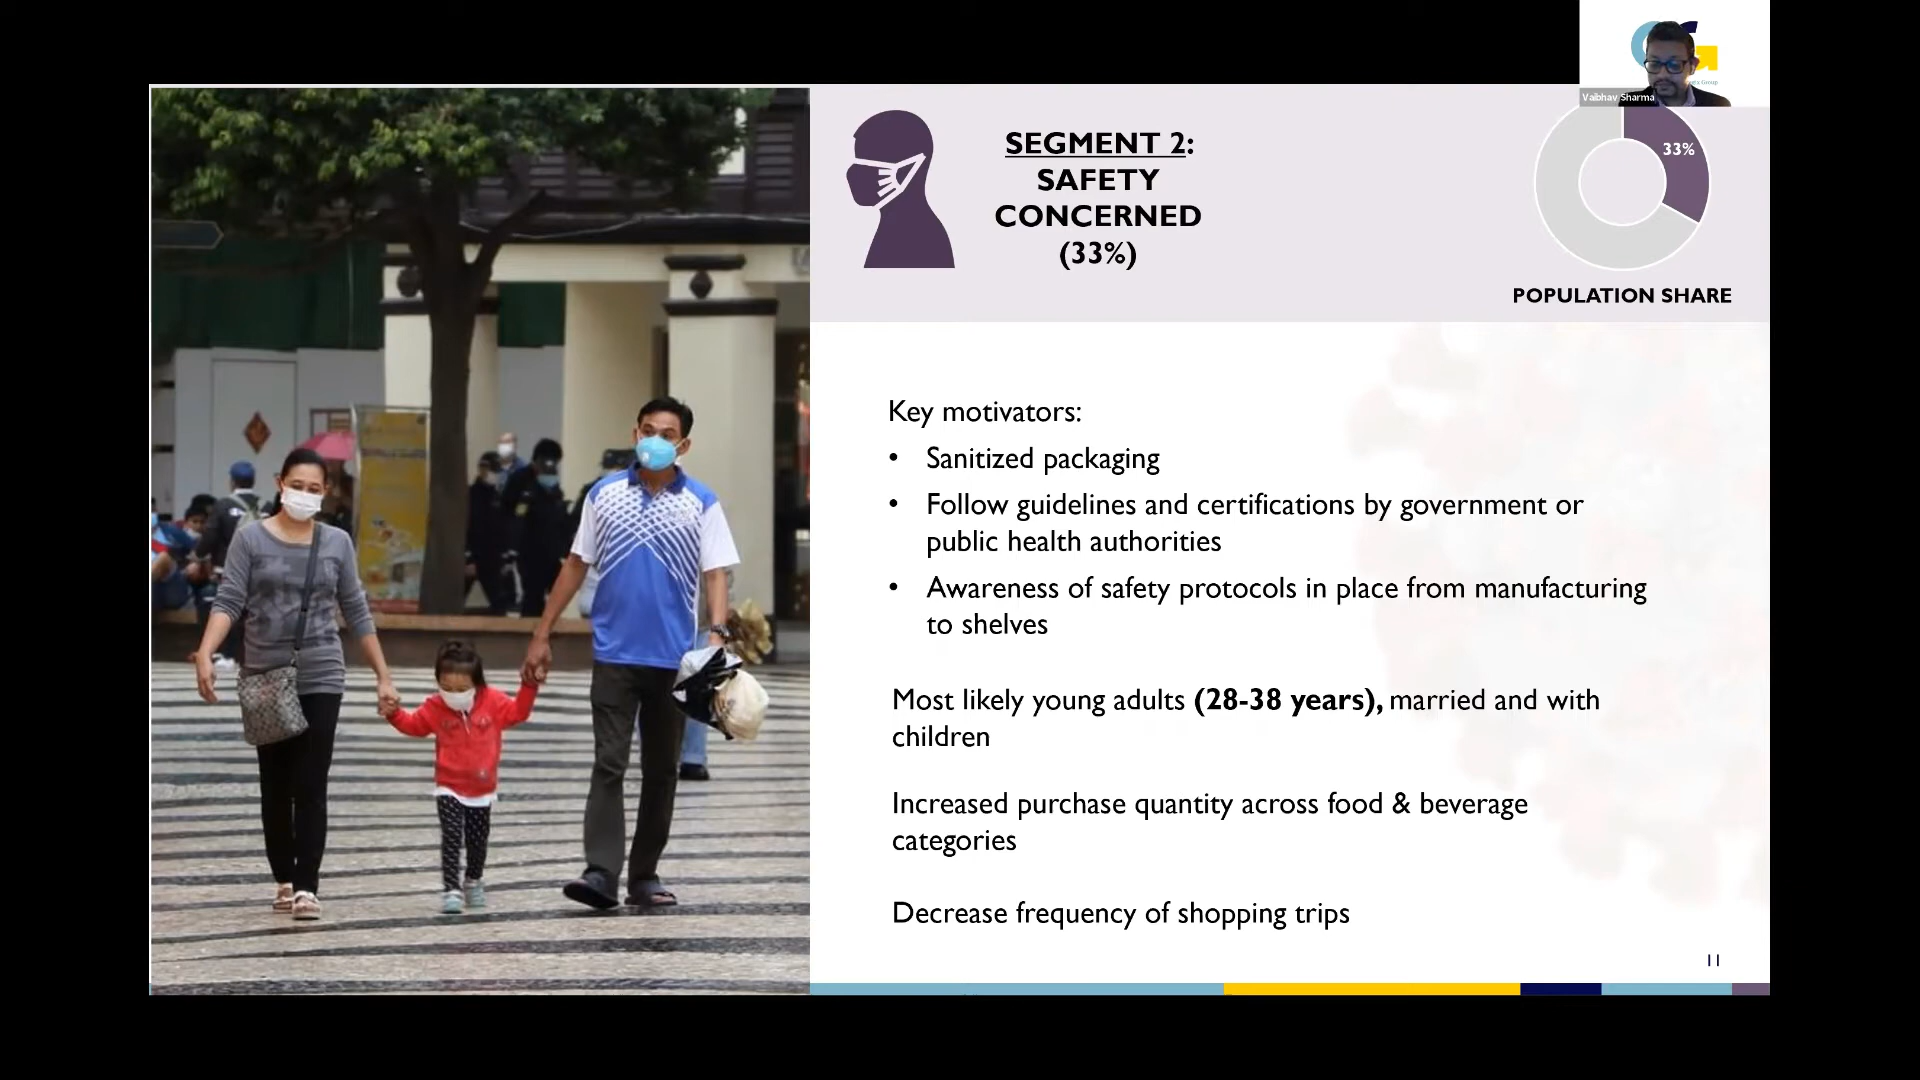 Vaibhav Sharma
SEGMENT 2:
SAFETY
CONCERNED
(33%)
33%
POPULATION SHARE
Key motivators:
• Sanitized packaging
• Follow guidelines and certifications by government or
public health authorities
• Awareness of safety protocols in place from manufacturing
to shelves
Most likely young adults (28-38 years), married and with
children
Increased purchase quantity across food & beverage
categories
Decrease frequency of shopping trips
11